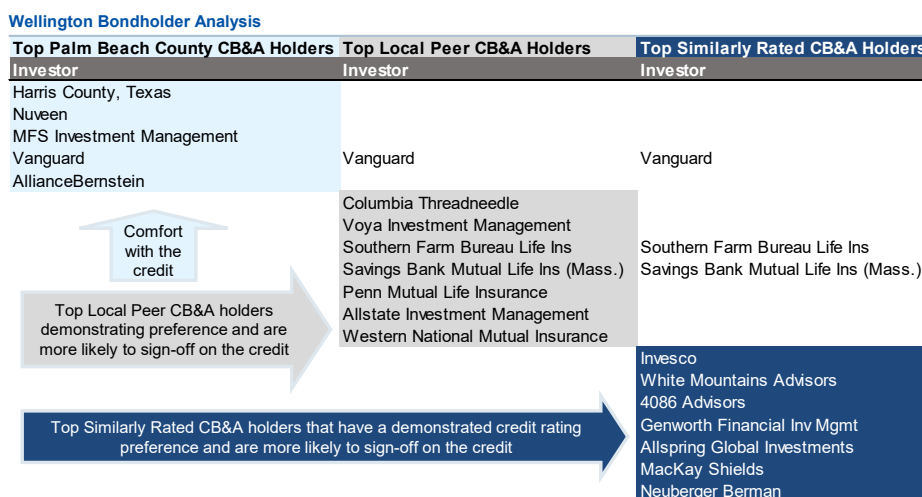 Wellington Bondholder Analysis
Top Palm Beach County CB&A Holders Top Local Peer CB&A Holders Top Similarly Rated CB&A Holders
Investor Investor Investor
Harris County, Texas
Nuveen
MFS Investment Management
Vanguard Vanguard Vanguard
AllianceBernstein
Columbia Threadneedle
Voya Investment Management
Southern Farm Bureau Life Ins Southern Farm Bureau Life Ins
Savings Bank Mutual Life Ins (Mass.) Savings Bank Mutual Life Ins (Mass.)
Penn Mutual Life Insurance
Allstate Investment Management
Western National Mutual Insurance
Comfort
with the
credit
Top Local Peer CB&A holders
demonstrating preference and are
more likely to sign-off on the credit
Invesco
White Mountains Advisors
4086 Advisors
Genworth Financial Inv Mgmt
Allspring Global Investments
MacKay Shields
Neuberger Berman
Top Similarly Rated CB&A holders that have a demonstrated credit rating
preference and are more likely to sign-off on the credit